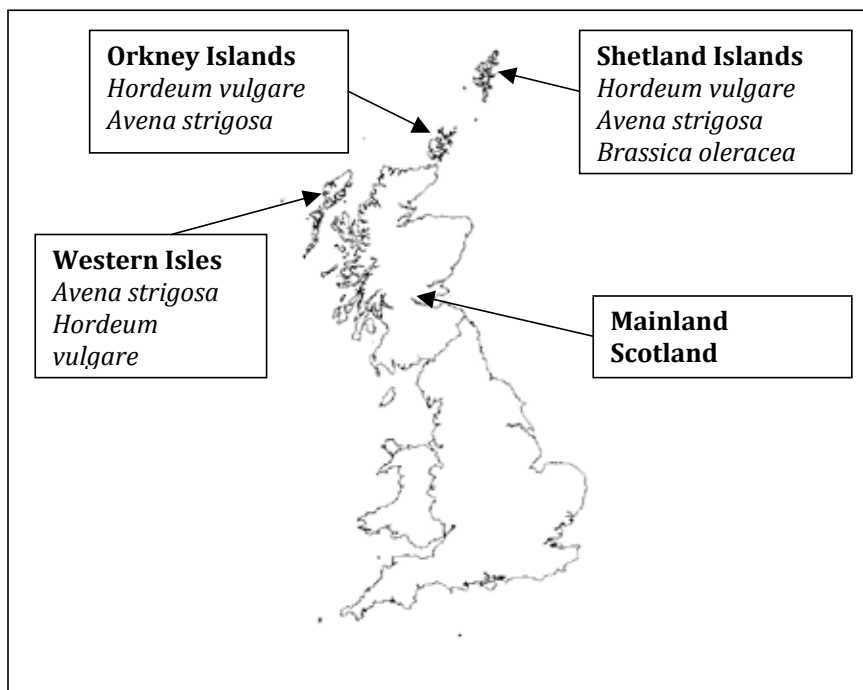 Orkney Islands
Hordeum vulgare
Avena strigosa
Shetland Islands
Hordeum vulgare
Avena strigosa
Brassica oleracea
Western Isles
Avena strigosa
Hordeum
vulgare
Mainland
Scotland